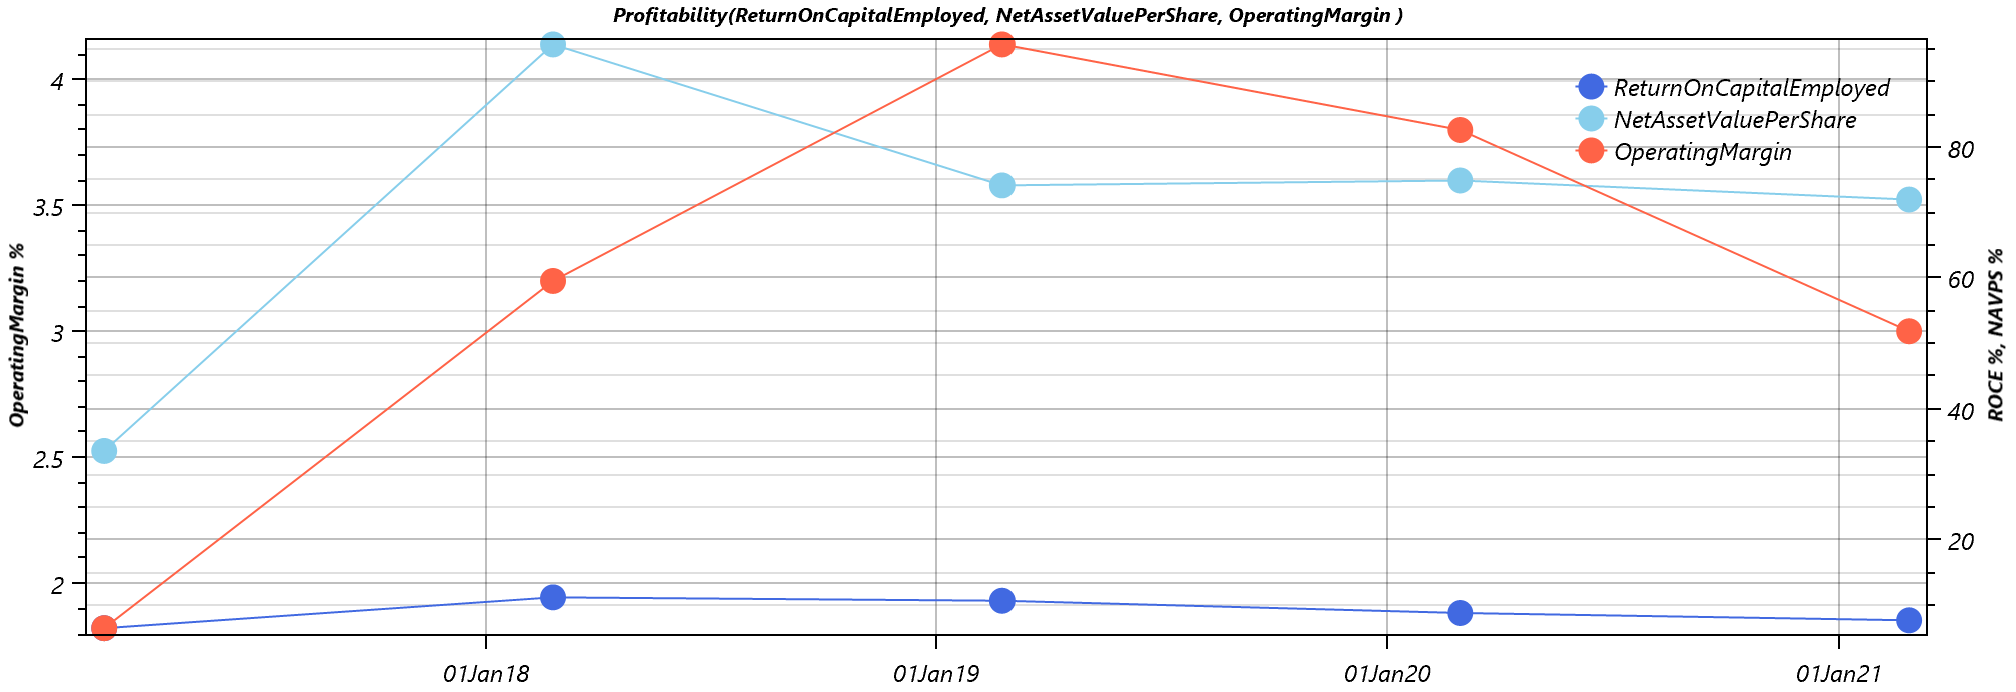 Profitability(ReturnOnCapitalEmployed, NetAssetValuePerShare, OperatingMargin )
ReturnOnCapitalEmployed
NetAssetValuePerShare
OperatingMargin
OperatingMargin %
4
3.5
3
2.5
2
ROCE %, NAVPS %
80
60
40
20
01Jan18
01Jan19
01Jan20
01Jan21